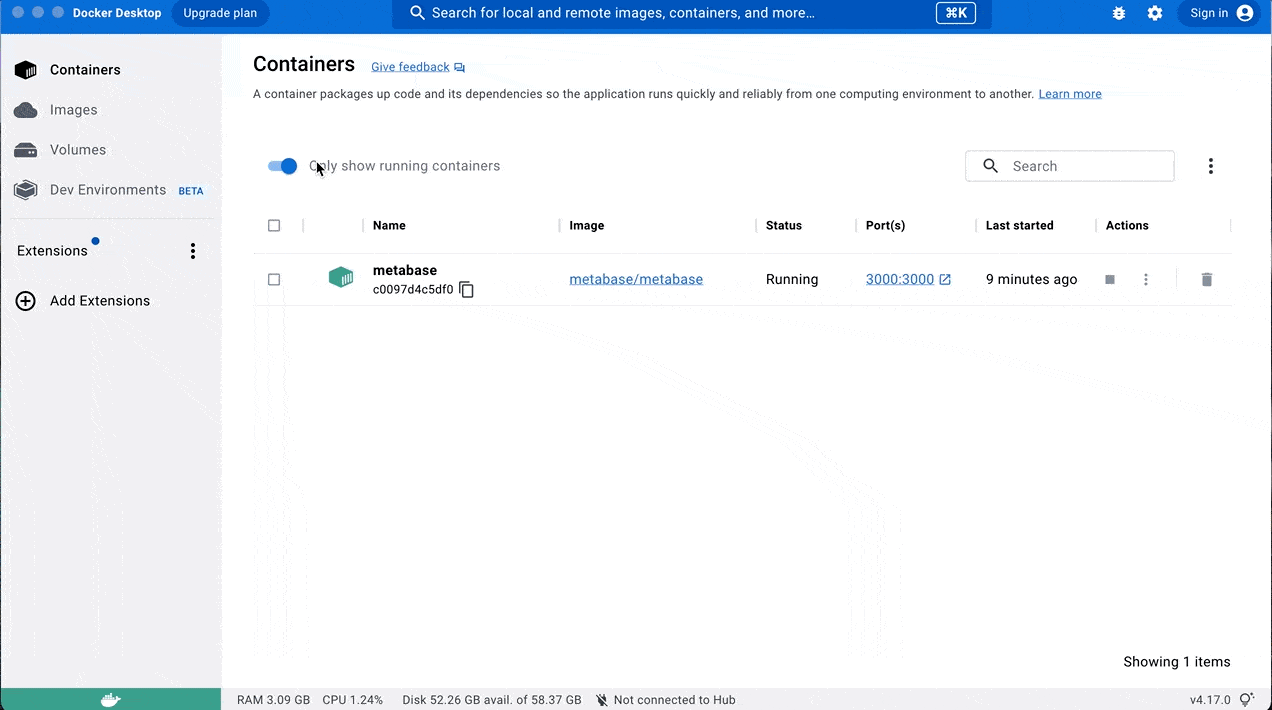 Docker Desktop Upgrade plan Search for local and remote images, containers, and more... ⌘K Sign in
Containers
Images
Volumes
Dev Environments BETA
Extensions
Add Extensions
Containers Give feedback
A container packages up code and its dependencies so the application runs quickly and reliably from one computing environment to another. Learn more
Only show running containers Search
Name Image Status Port(s) Last started Actions
metabase
c0097d4c5df0 metabase/metabase Running 3000:3000 9 minutes ago
Showing 1 items
RAM 3.09 GB CPU 1.24% Disk 52.26 GB avail. of 58.37 GB Not connected to Hub v4.17.0